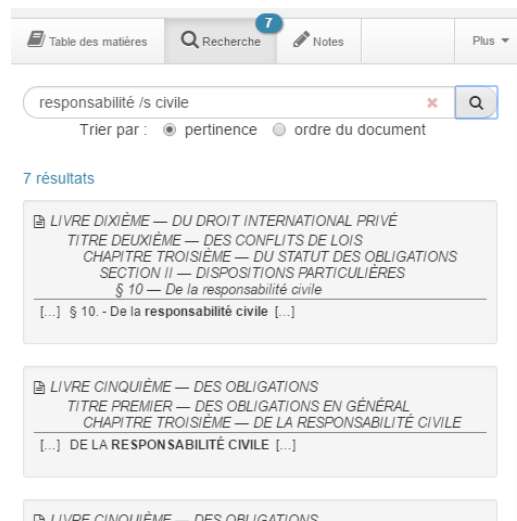 7
Table des matières Recherche Notes Plus
responsabilité /s civile
Trier par : pertinence ordre du document
7 résultats
LIVRE DIXIÈME — DU DROIT INTERNATIONAL PRIVÉ
TITRE DEUXIÈME — DES CONFLITS DE LOIS
CHAPITRE TROISIÈME — DU STATUT DES OBLIGATIONS
SECTION II — DISPOSITIONS PARTICULIÈRES
§ 10 — De la responsabilité civile
[…] § 10. - De la responsabilité civile […]
LIVRE CINQUIÈME — DES OBLIGATIONS
TITRE PREMIER — DES OBLIGATIONS EN GÉNÉRAL
CHAPITRE TROISIÈME — DE LA RESPONSABILITÉ CIVILE
[…] DE LA RESPONSABILITÉ CIVILE […]
LIVRE CINQUIÈME — DES OBLIGATIONS